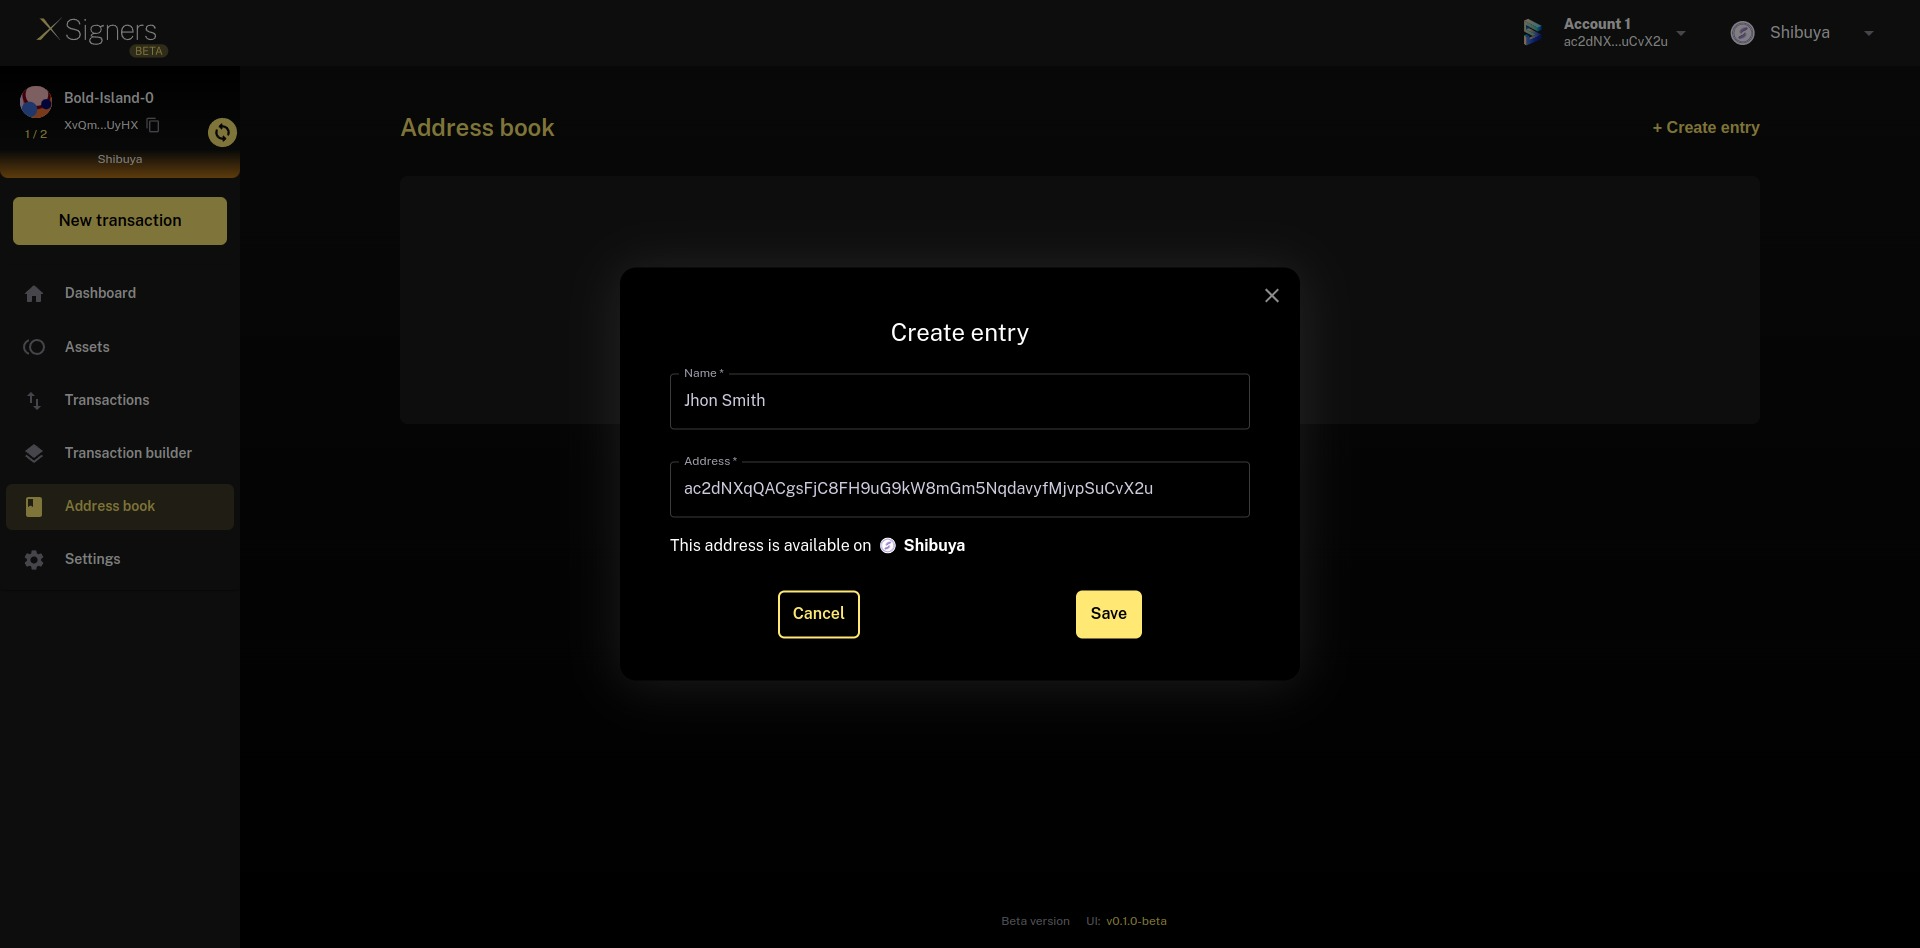 XSigners
BETA
Account 1
ac2dNX...uCvX2u
Shibuya
Bold-Island-0
XvQm...UyHX
1 / 2
Shibuya
New transaction
Dashboard
Assets
Transactions
Transaction builder
Address book
Settings
Address book
+ Create entry
Create entry
Name *
Jhon Smith
Address *
ac2dNXqQACgsFjC8FH9uG9kW8mGm5NqdavyfMjvpSuCvX2u
This address is available on Shibuya
Cancel
Save
Beta version UI: v0.1.0-beta